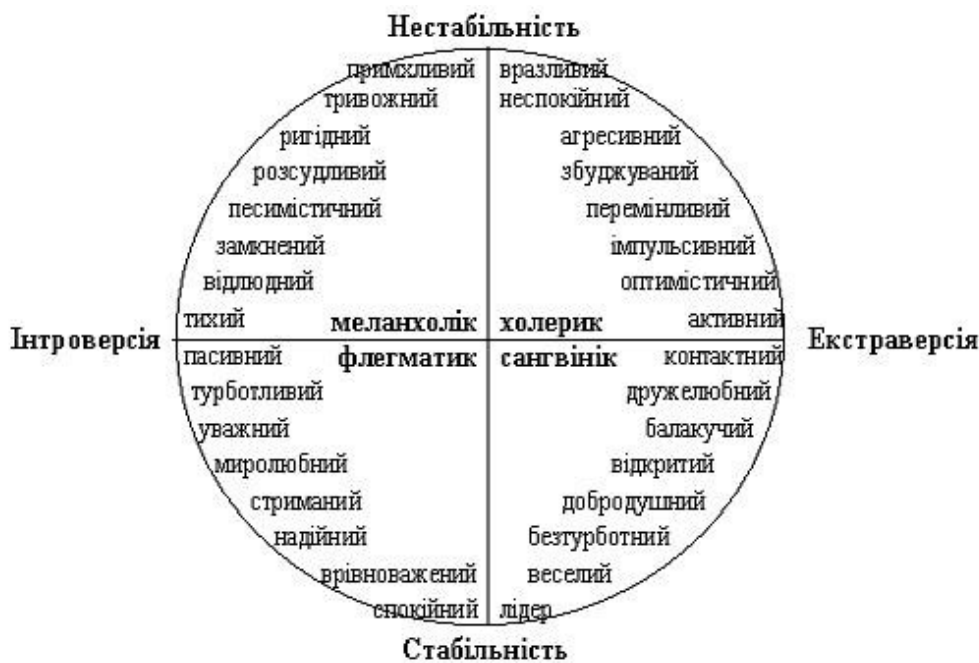 Нестабільність
примхливий вразливий
тривожний неспокійний
ригідний агресивний
розсудливий збуджуваний
песимістичний перемінливий
замкнений імпульсивний
відлюдний оптимістичний
тихий меланхолік холерик активний
Інтроверсія Екстраверсія
пасивний флегматик сангвінік контактний
турботливий дружелюбний
уважний балакучий
миролюбний відкритий
стриманий добродушний
надійний безтурботний
врівноважений веселий
спокійний лідер
Стабільність